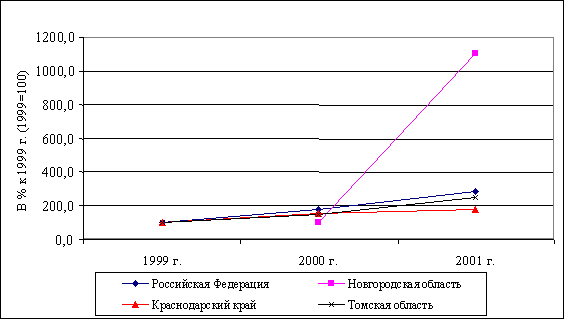 В % к 1999 г. (1999=100)
1200,0
1000,0
800,0
600,0
400,0
200,0
0,0
1999 г. 2000 г. 2001 г.
Российская Федерация Новгородская область
Краснодарский край Томская область